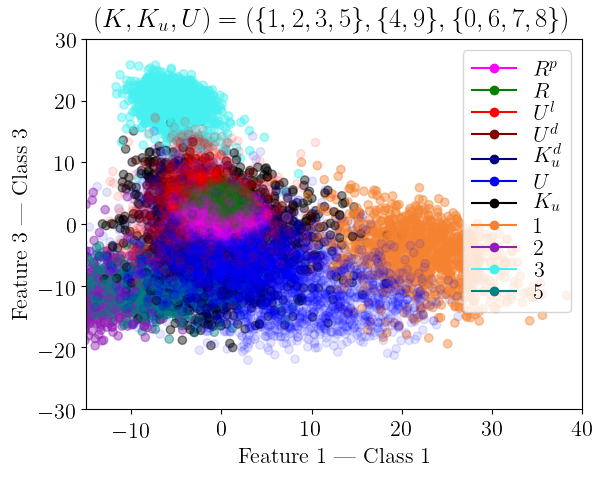 (K, K_u, U) = ({1, 2, 3, 5}, {4, 9}, {0, 6, 7, 8})
30
20
10
0
−10
−20
−30
Feature 3 — Class 3
R^p
R
U^l
U^d
K_u^d
U
K_u
1
2
3
5
−10
0
10
20
30
40
Feature 1 — Class 1